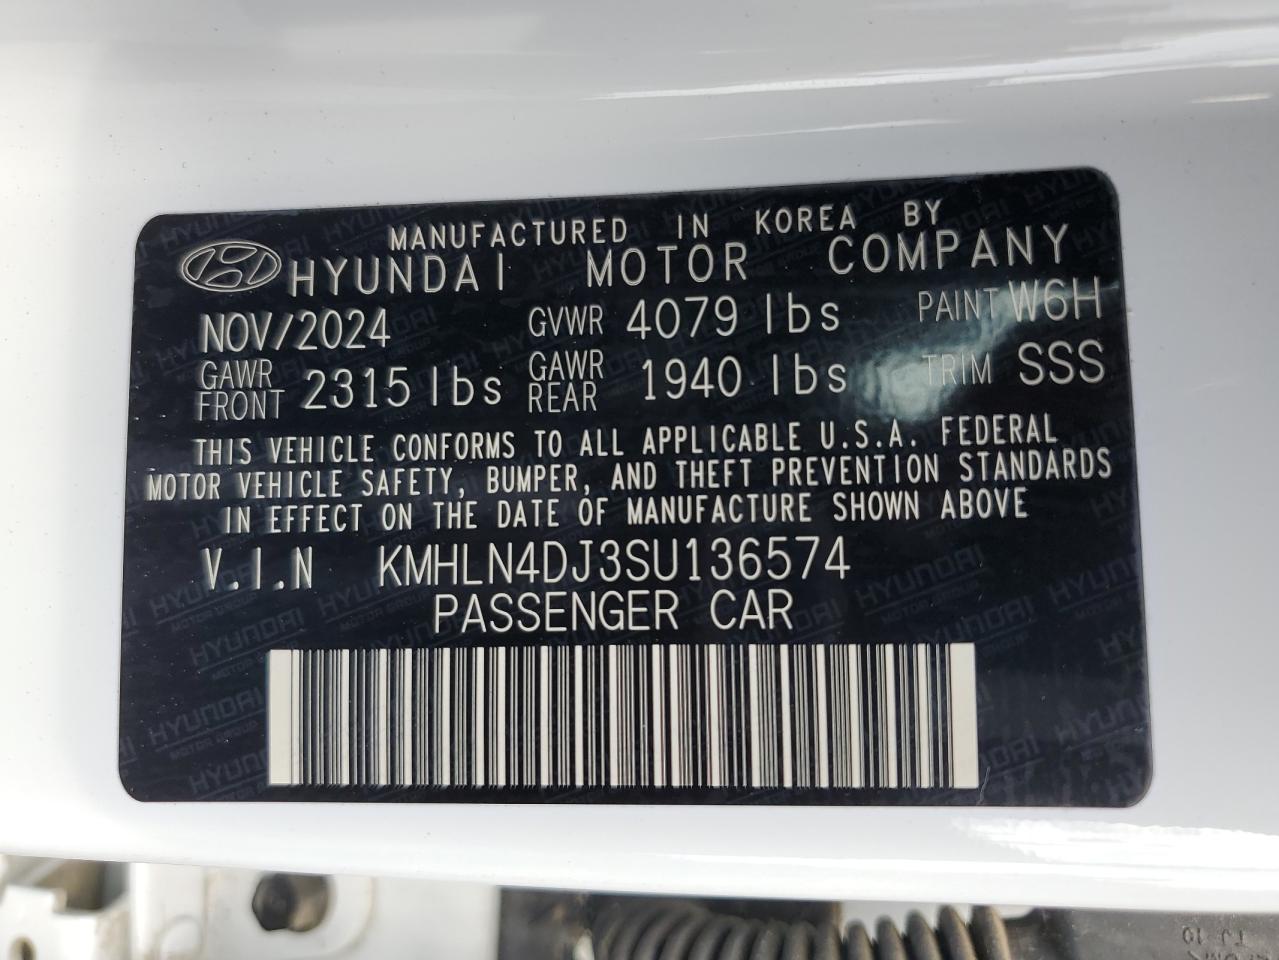 MANUFACTURED IN KOREA BY
HYUNDAI MOTOR COMPANY
NOV/2024 GVWR 4079 lbs PAINT W6H
GAWR FRONT 2315 lbs GAWR REAR 1940 lbs TRIM SSS
THIS VEHICLE CONFORMS TO ALL APPLICABLE U.S.A. FEDERAL
MOTOR VEHICLE SAFETY, BUMPER, AND THEFT PREVENTION STANDARDS
IN EFFECT ON THE DATE OF MANUFACTURE SHOWN ABOVE
V.I.N KMHLN4DJ3SU136574
PASSENGER CAR